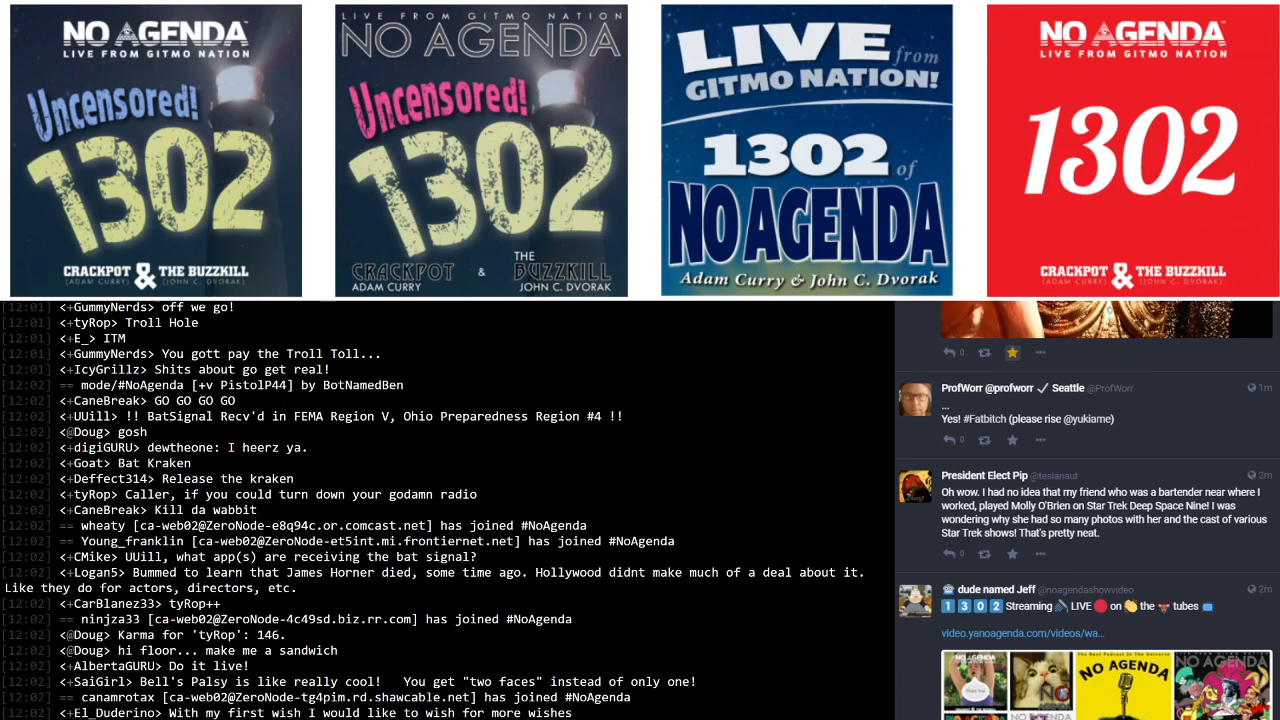 NO AGENDA
LIVE FROM GITMO NATION
Uncensored!
1302
CRACKPOT & THE BUZZKILL
[ADAM CURRY] [JOHN C. DVORAK]
LIVE FROM GITMO NATION
NO AGENDA
Uncensored!
1302
CRACKPOT & THE BUZZKILL
ADAM CURRY JOHN C. DVORAK
LIVE from
GITMO NATION!
1302 of
NO AGENDA
Adam Curry & John C. Dvorak
NO AGENDA
LIVE FROM GITMO NATION
1302
CRACKPOT & THE BUZZKILL
[ADAM CURRY] [JOHN C. DVORAK]
[12:01] <+GummyNerds> off we go!
[12:01] <+tyRop> Troll Hole
[12:01] <+E_> ITM
[12:01] <+GummyNerds> You gott pay the Troll Toll...
[12:01] <+IcyGrillz> Shits about go get real!
[12:02] == mode/#NoAgenda [+v PistolP44] by BotNamedBen
[12:02] <+CaneBreak> GO GO GO GO
[12:02] <+UUill> !! BatSignal Recv'd in FEMA Region V, Ohio Preparedness Region #4 !!
[12:02] <@Doug> gosh
[12:02] <+digiGURU> dewtheone: I heerz ya.
[12:02] <+Goat> Bat Kraken
[12:02] <+Deffect314> Release the kraken
[12:02] <+tyRop> Caller, if you could turn down your godamn radio
[12:02] <+CaneBreak> Kill da wabbit
[12:02] == wheaty [ca-web02@ZeroNode-e8q94c.or.comcast.net] has joined #NoAgenda
[12:02] == Young_franklin [ca-web02@ZeroNode-et5int.mi.frontiernet.net] has joined #NoAgenda
[12:02] <+CMike> UUill, what app(s) are receiving the bat signal?
[12:02] <+Logan5> Bummed to learn that James Horner died, some time ago. Hollywood didnt make much of a deal about it.
Like they do for actors, directors, etc.
[12:02] <+CarBlanez33> tyRop++
[12:02] == ninjza33 [ca-web02@ZeroNode-4c49sd.biz.rr.com] has joined #NoAgenda
[12:02] <@Doug> Karma for 'tyRop': 146.
[12:02] <@Doug> hi floor... make me a sandwich
[12:02] <+AlbertaGURU> Do it live!
[12:02] <+SaiGirl> Bell's Palsy is like really cool! You get "two faces" instead of only one!
[12:02] == canamrotax [ca-web02@ZeroNode-tg4pim.rd.shawcable.net] has joined #NoAgenda
[12:02] <+El_Duderino> With my first wish I would like to wish for more wishes
0
ProfWorr @profworr ✓ Seattle @ProfWorr 1m
...
Yes! #Fatbitch (please rise @yukiame)
0
President Elect Pip @teslanaut 2m
Oh wow. I had no idea that my friend who was a bartender near where I
worked, played Molly O'Brien on Star Trek Deep Space Nine! I was
wondering why she had so many photos with her and the cast of various
Star Trek shows! That's pretty neat.
0
dude named Jeff @noagendashowvideo 2m
1 3 0 2 Streaming LIVE on the tubes
video.yanoagenda.com/videos/wa...
The Best Podcast In The Universe
NO AGENDA